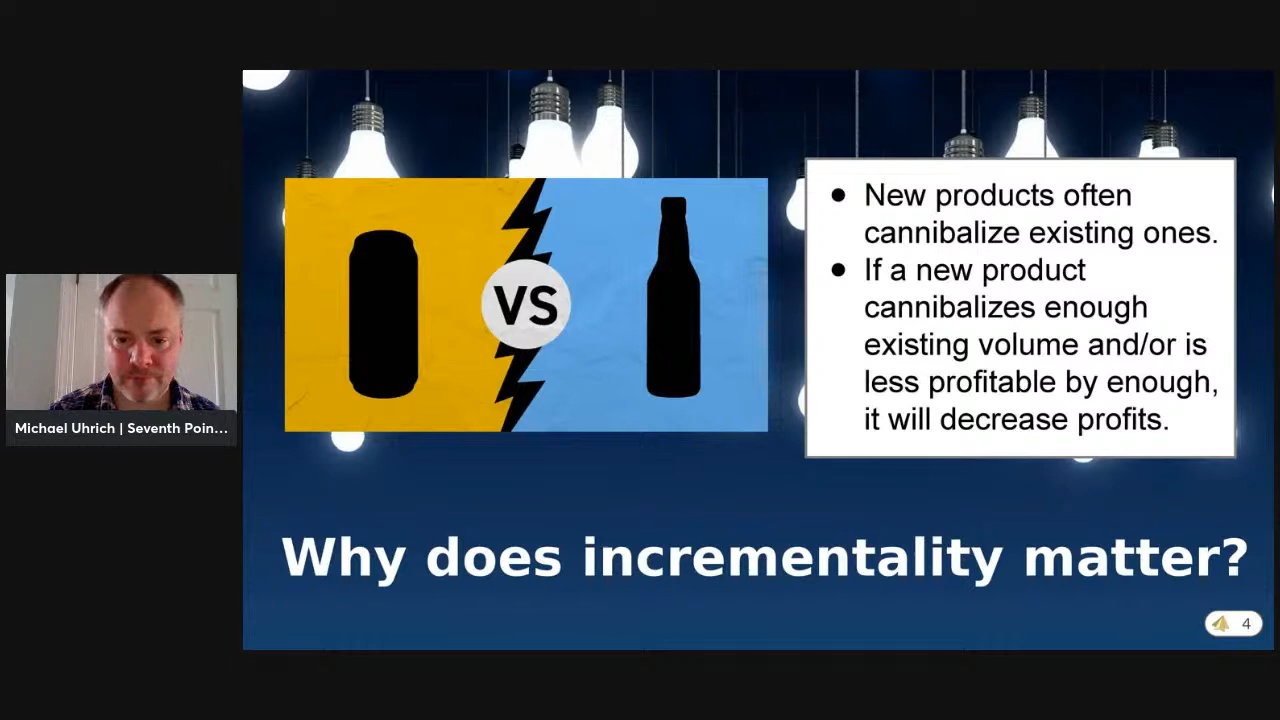 VS
● New products often
cannibalize existing ones.
● If a new product
cannibalizes enough
existing volume and/or is
less profitable by enough,
it will decrease profits.
Michael Uhrich | Seventh Poin...
Why does incrementality matter?
4